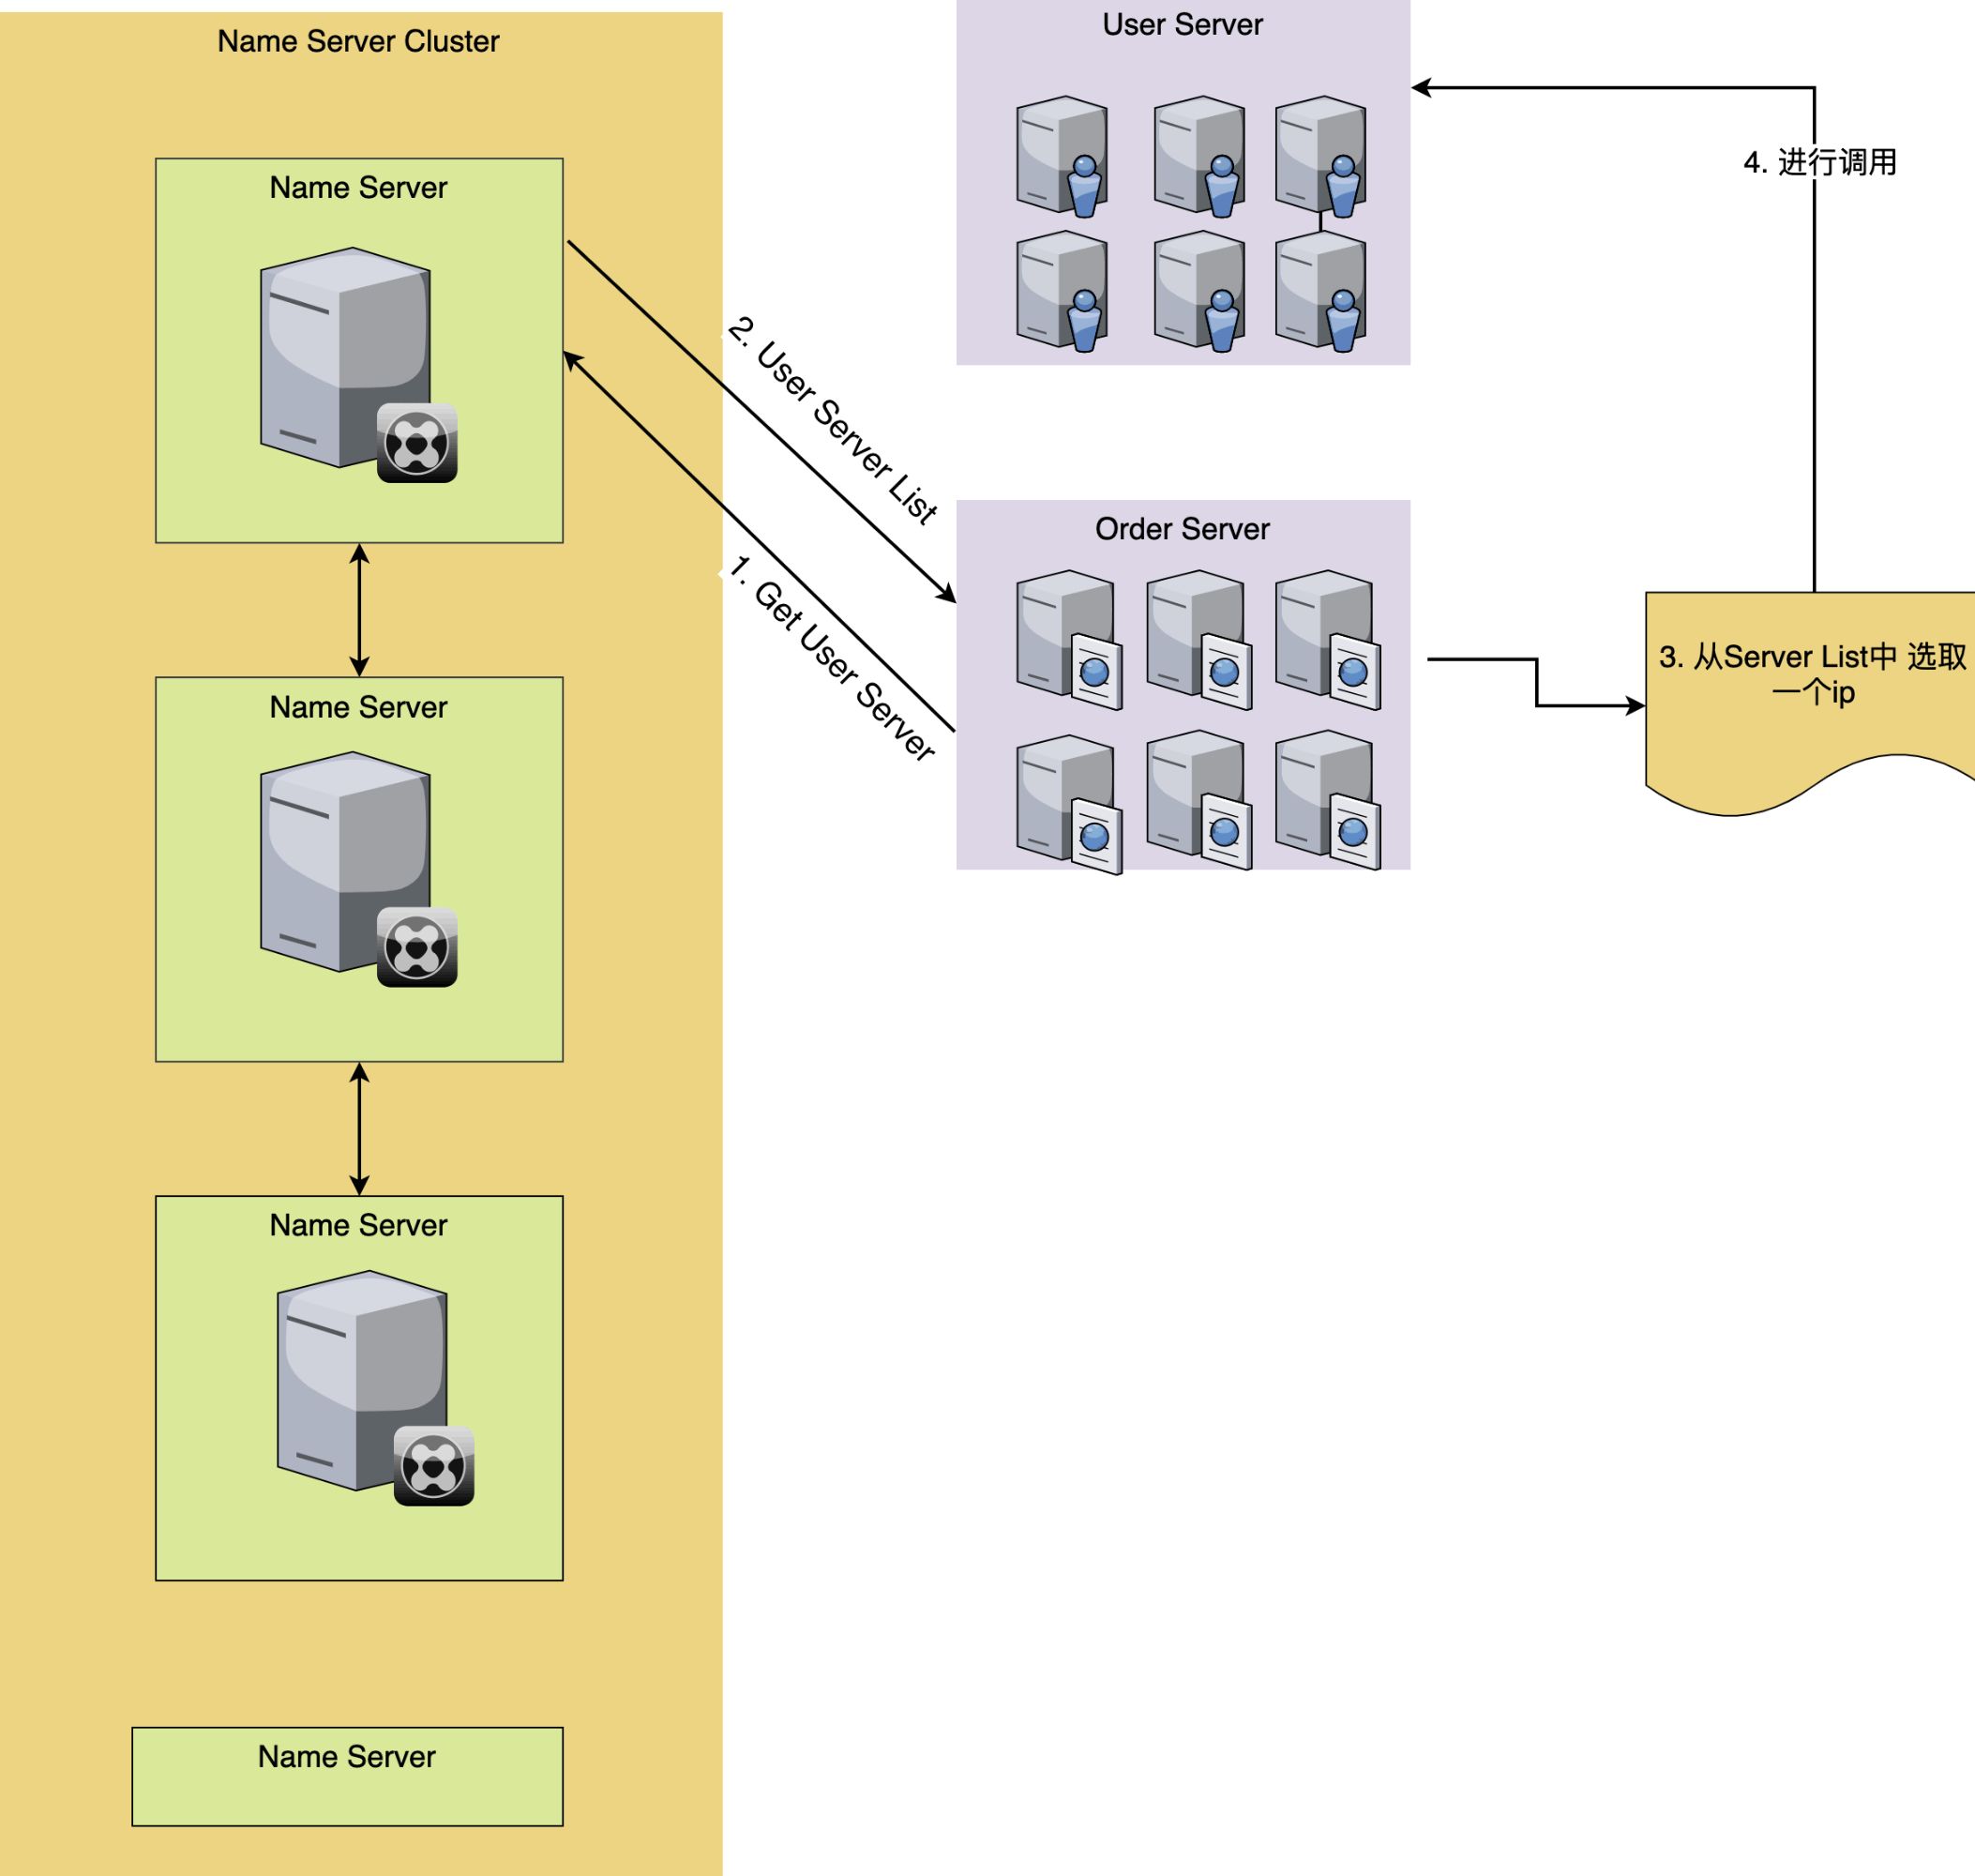 Name Server Cluster
Name Server
Name Server
Name Server
Name Server
User Server
2. User Server List
1. Get User Server
Order Server
4. 进行调用
3. 从Server List中 选取
一个ip